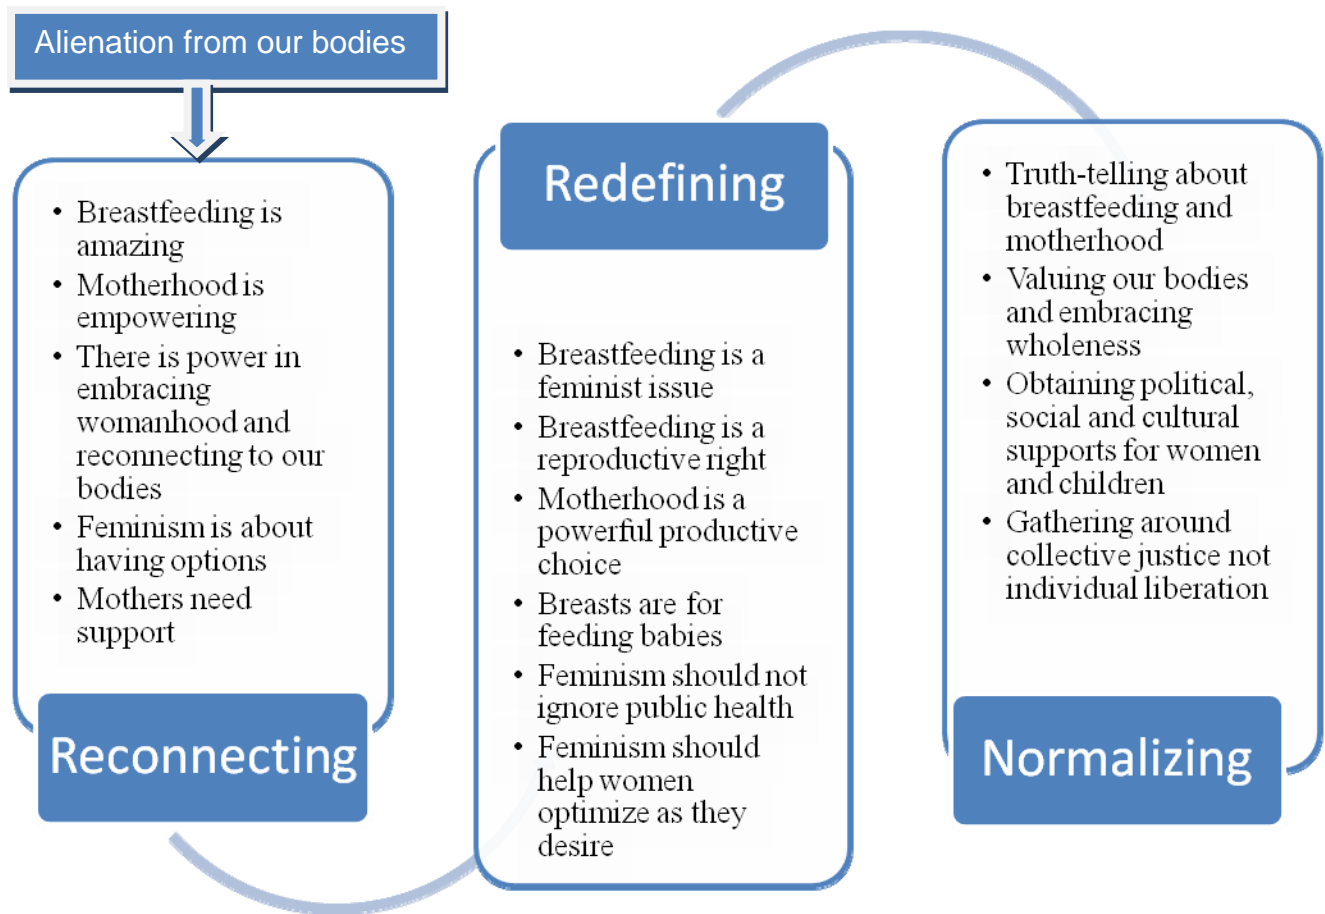 Alienation from our bodies
• Breastfeeding is
amazing
• Motherhood is
empowering
• There is power in
embracing
womanhood and
reconnecting to our
bodies
• Feminism is about
having options
• Mothers need
support
Reconnecting
Redefining
• Breastfeeding is a
feminist issue
• Breastfeeding is a
reproductive right
• Motherhood is a
powerful productive
choice
• Breasts are for
feeding babies
• Feminism should not
ignore public health
• Feminism should
help women
optimize as they
desire
• Truth-telling about
breastfeeding and
motherhood
• Valuing our bodies
and embracing
wholeness
• Obtaining political,
social and cultural
supports for women
and children
• Gathering around
collective justice not
individual liberation
Normalizing